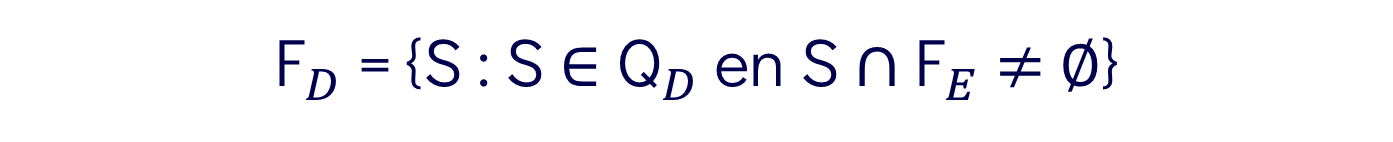 F_D = {S : S ∈ Q_D en S ∩ F_E ≠ ∅}